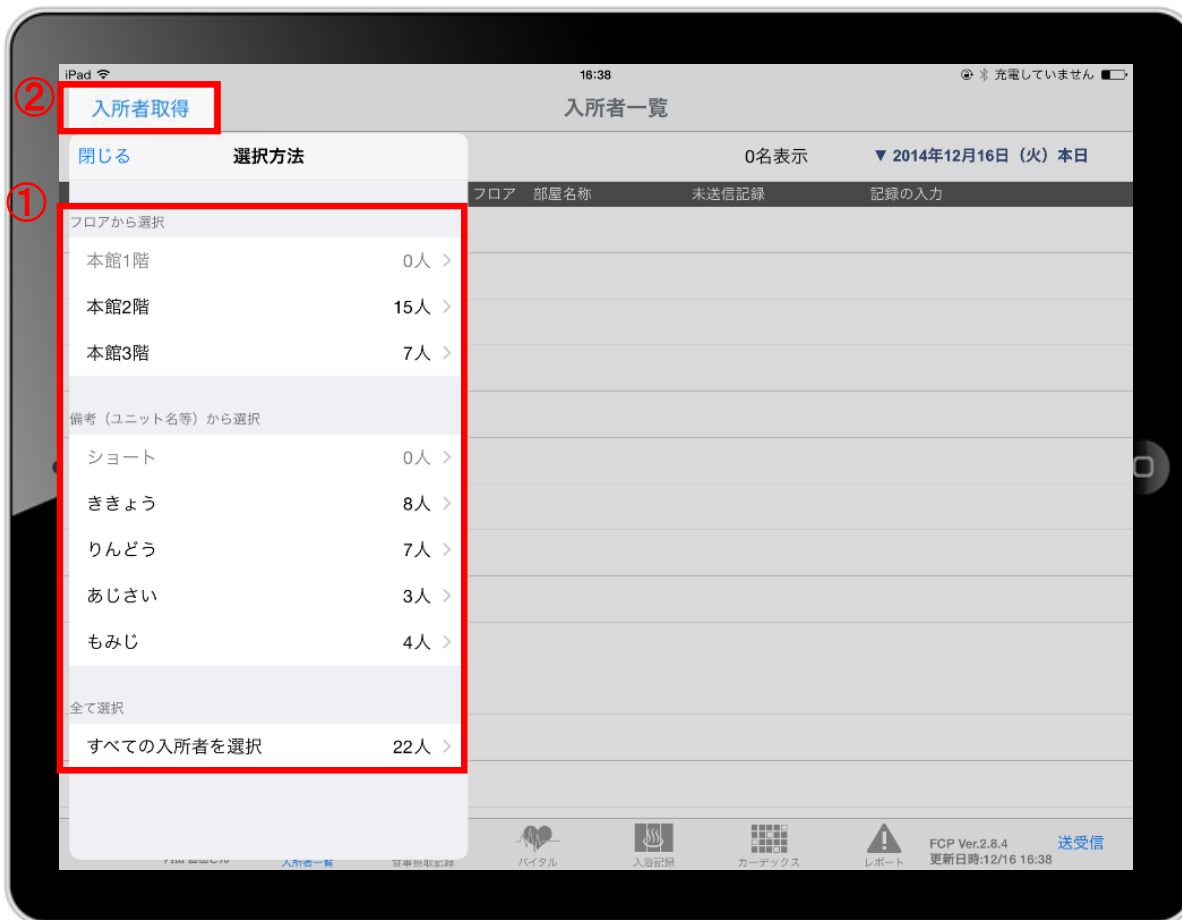 iPad 16:38 充電していません
② 入所者取得 入所者一覧
閉じる 選択方法 0名表示 ▼ 2014年12月16日（火）本日
① フロア 部屋名称 未送信記録 記録の入力
フロアから選択
本館1階 0人
本館2階 15人
本館3階 7人
備考（ユニット名等）から選択
ショート 0人
ききょう 8人
りんどう 7人
あじさい 3人
もみじ 4人
全て選択
すべての入所者を選択 22人
入所者一覧 食事摂取記録 バイタル 入浴記録 カーデックス レポート FCP Ver.2.8.4 送受信
更新日時:12/16 16:38